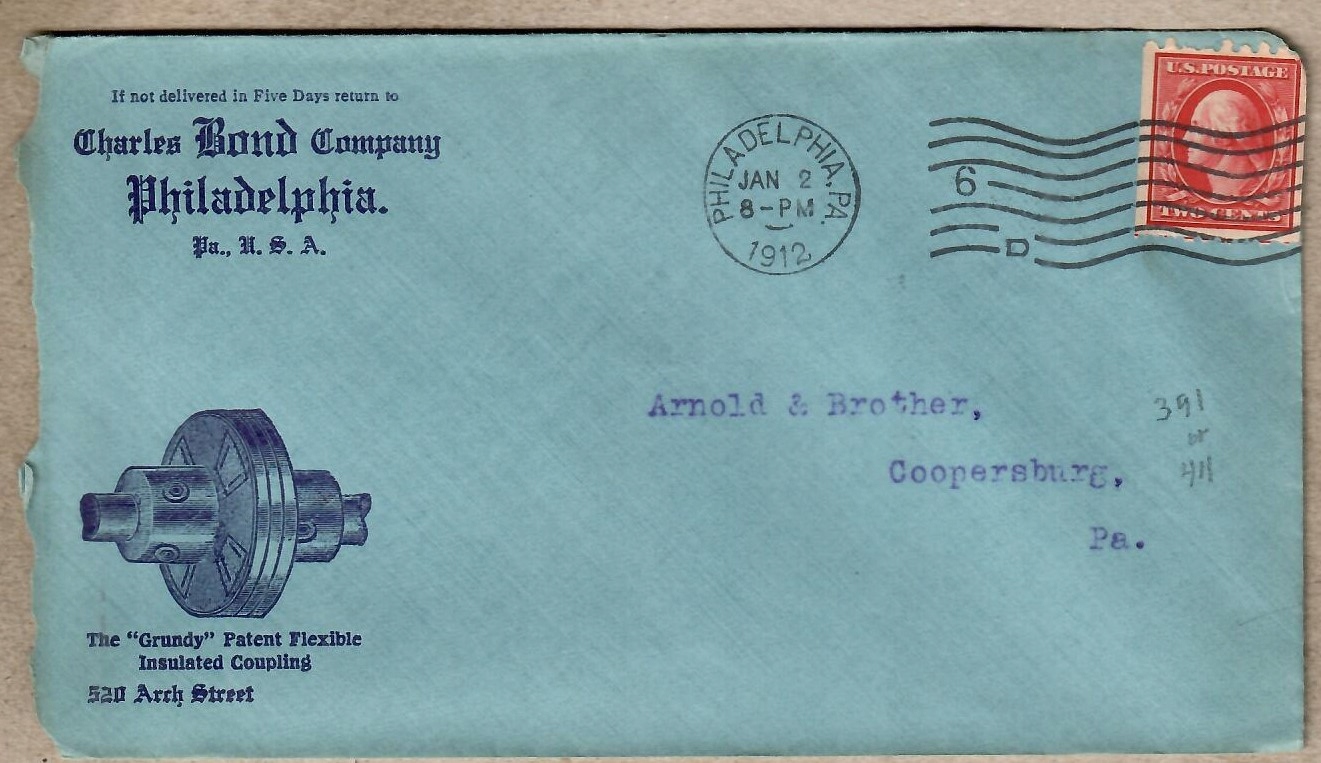 If not delivered in Five Days return to
Charles Bond Company
Philadelphia.
Pa., U. S. A.
PHILADELPHIA, PA.
JAN 2
8-PM
1912
6
D
U.S. POSTAGE
TWO CENTS
Arnold & Brother,
Coopersburg,
Pa.
391
or
411
The "Grundy" Patent Flexible
Insulated Coupling
520 Arch Street